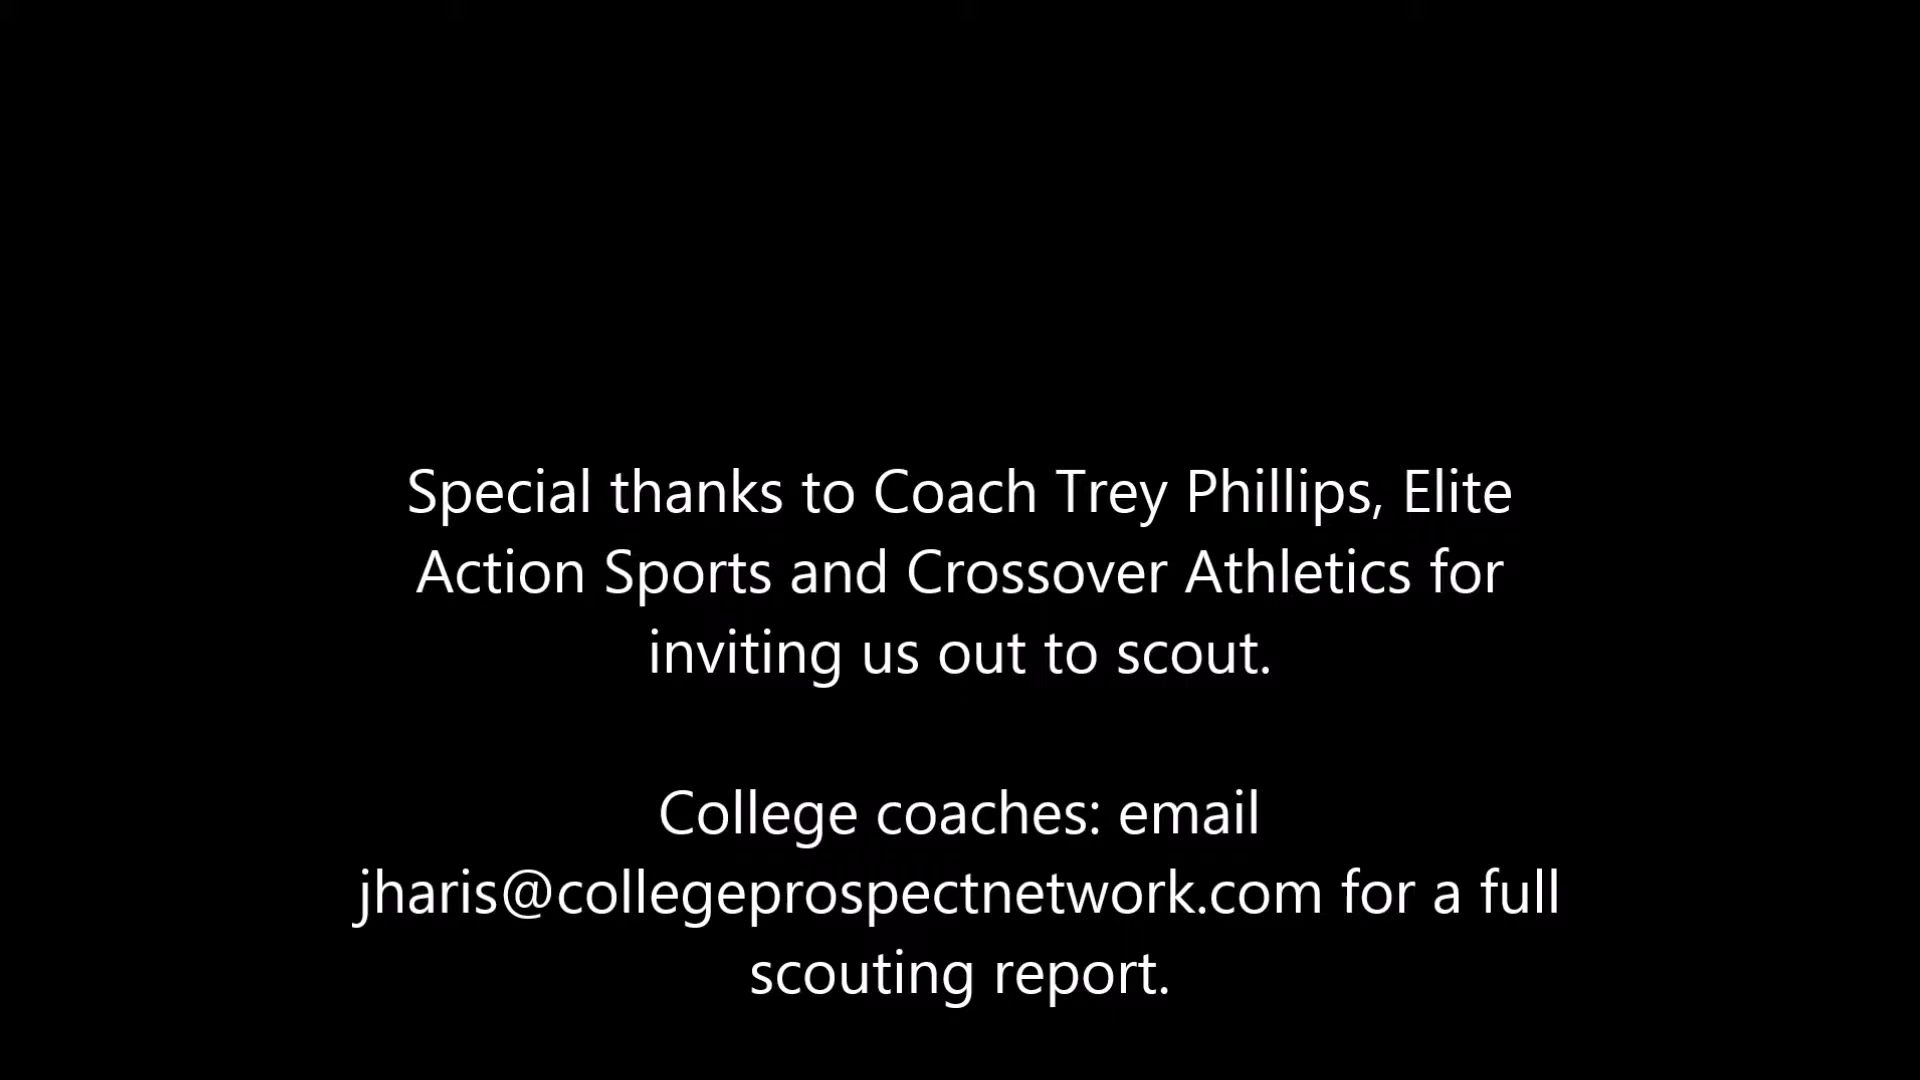 Special thanks to Coach Trey Phillips, Elite
Action Sports and Crossover Athletics for
inviting us out to scout.
College coaches: email
jharis@collegeprospectnetwork.com for a full
scouting report.